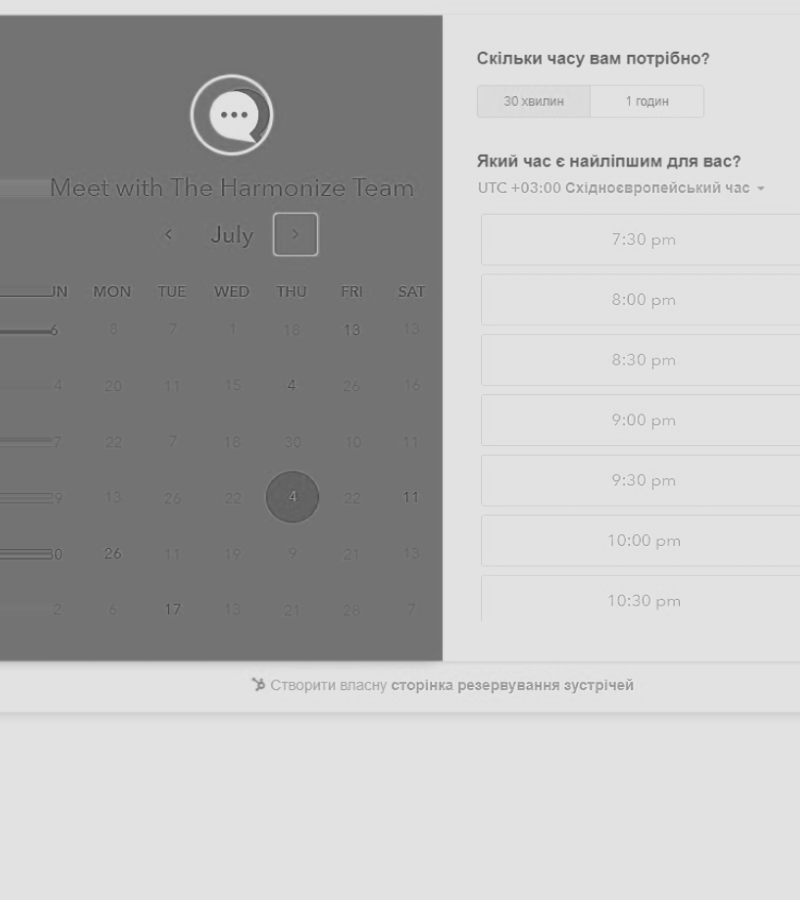 Meet with The Harmonize Team
July
UN MON TUE WED THU FRI SAT
6 8 7 1 18 13 13
4 20 11 15 4 26 16
7 22 7 18 30 10 11
9 13 26 22 4 22 11
30 26 11 19 9 21 13
2 6 17 13 21 28 7
Скільки часу вам потрібно?
30 хвилин 1 годин
Який час є найліпшим для вас?
UTC +03:00 Східноєвропейський час
7:30 pm
8:00 pm
8:30 pm
9:00 pm
9:30 pm
10:00 pm
10:30 pm
Створити власну сторінка резервування зустрічей